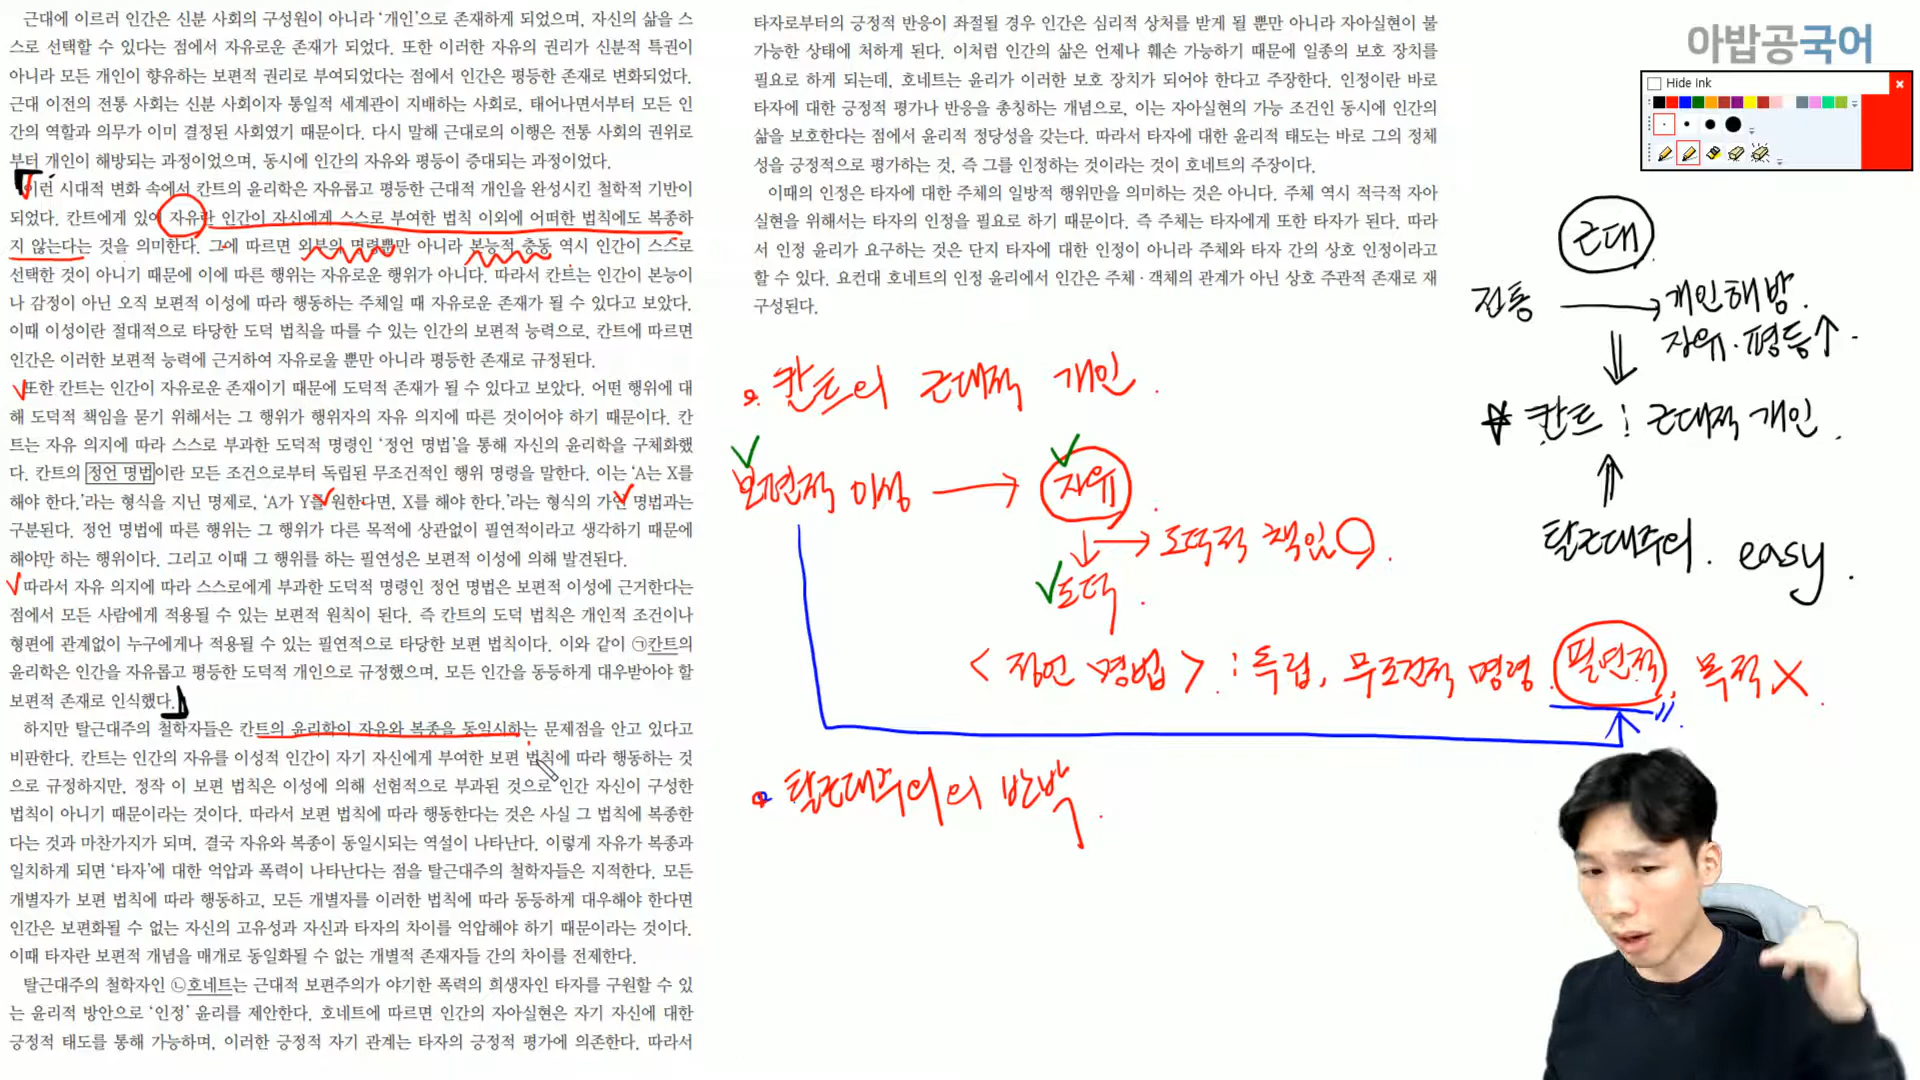 근대에 이르러 인간은 신분 사회의 구성원이 아니라 ‘개인’으로 존재하게 되었으며, 자신의 삶을 스
스로 선택할 수 있다는 점에서 자유로운 존재가 되었다. 또한 이러한 자유의 권리가 신분적 특권이
아니라 모든 개인이 향유하는 보편적 권리로 부여되었다는 점에서 인간은 평등한 존재로 변화되었다.
근대 이전의 전통 사회는 신분 사회이자 통일적 세계관이 지배하는 사회로, 태어나면서부터 모든 인
간의 역할과 의무가 이미 결정된 사회였기 때문이다. 다시 말해 근대로의 이행은 전통 사회의 권위로
부터 개인이 해방되는 과정이었으며, 동시에 인간의 자유와 평등이 증대되는 과정이었다.
이런 시대적 변화 속에서 칸트의 윤리학은 자유롭고 평등한 근대적 개인을 완성시킨 철학적 기반이
되었다. 칸트에게 있어 자유란 인간이 자신에게 스스로 부여한 법칙 이외에 어떠한 법칙에도 복종하
지 않는다는 것을 의미한다. 그에 따르면 외부의 명령뿐만 아니라 본능적 충동 역시 인간이 스스로
선택한 것이 아니기 때문에 이에 따른 행위는 자유로운 행위가 아니다. 따라서 칸트는 인간이 본능이
나 감정이 아닌 오직 보편적 이성에 따라 행동하는 주체일 때 자유로운 존재가 될 수 있다고 보았다.
이때 이성이란 절대적으로 타당한 도덕 법칙을 따를 수 있는 인간의 보편적 능력으로, 칸트에 따르면
인간은 이러한 보편적 능력에 근거하여 자유로울 뿐만 아니라 평등한 존재로 규정된다.
또한 칸트는 인간이 자유로운 존재이기 때문에 도덕적 존재가 될 수 있다고 보았다. 어떤 행위에 대
해 도덕적 책임을 묻기 위해서는 그 행위가 행위자의 자유 의지에 따른 것이어야 하기 때문이다. 칸
트는 자유 의지에 따라 스스로 부과한 도덕적 명령인 ‘정언 명법’을 통해 자신의 윤리학을 구체화했
다. 칸트의 정언 명법이란 모든 조건으로부터 독립된 무조건적인 행위 명령을 말한다. 이는 ‘A는 X를
해야 한다.’라는 형식을 지닌 명제로, ‘A가 Y를 원한다면, X를 해야 한다.’라는 형식의 가언 명법과는
구분된다. 정언 명법에 따른 행위는 그 행위가 다른 목적에 상관없이 필연적이라고 생각하기 때문에
해야만 하는 행위이다. 그리고 이때 그 행위를 하는 필연성은 보편적 이성에 의해 발견된다.
따라서 자유 의지에 따라 스스로에게 부과한 도덕적 명령인 정언 명법은 보편적 이성에 근거한다는
점에서 모든 사람에게 적용될 수 있는 보편적 원칙이 된다. 즉 칸트의 도덕 법칙은 개인적 조건이나
형편에 관계없이 누구에게나 적용될 수 있는 필연적으로 타당한 보편 법칙이다. 이와 같이 ㉠칸트의
윤리학은 인간을 자유롭고 평등한 도덕적 개인으로 규정했으며, 모든 인간을 동등하게 대우받아야 할
보편적 존재로 인식했다.
하지만 탈근대주의 철학자들은 칸트의 윤리학이 자유와 복종을 동일시하는 문제점을 안고 있다고
비판한다. 칸트는 인간의 자유를 이성적 인간이 자기 자신에게 부여한 보편 법칙에 따라 행동하는 것
으로 규정하지만, 정작 이 보편 법칙은 이성에 의해 선험적으로 부과된 것으로 인간 자신이 구성한
법칙이 아니기 때문이라는 것이다. 따라서 보편 법칙에 따라 행동한다는 것은 사실 그 법칙에 복종한
다는 것과 마찬가지가 되며, 결국 자유와 복종이 동일시되는 역설이 나타난다. 이렇게 자유가 복종과
일치하게 되면 ‘타자’에 대한 억압과 폭력이 나타난다는 점을 탈근대주의 철학자들은 지적한다. 모든
개별자가 보편 법칙에 따라 행동하고, 모든 개별자를 이러한 법칙에 따라 동등하게 대우해야 한다면
인간은 보편화될 수 없는 자신의 고유성과 자신과 타자의 차이를 억압해야 하기 때문이라는 것이다.
이때 타자란 보편적 개념을 매개로 동일화될 수 없는 개별적 존재자들 간의 차이를 전제한다.
탈근대주의 철학자인 ㉡호네트는 근대적 보편주의가 야기한 폭력의 희생자인 타자를 구원할 수 있
는 윤리적 방안으로 ‘인정’ 윤리를 제안한다. 호네트에 따르면 인간의 자아실현은 자기 자신에 대한
긍정적 태도를 통해 가능하며, 이러한 긍정적 자기 관계는 타자의 긍정적 평가에 의존한다. 따라서
타자로부터의 긍정적 반응이 좌절될 경우 인간은 심리적 상처를 받게 될 뿐만 아니라 자아실현이 불
가능한 상태에 처하게 된다. 이처럼 인간의 삶은 언제나 훼손 가능하기 때문에 일종의 보호 장치를
필요로 하게 되는데, 호네트는 윤리가 이러한 보호 장치가 되어야 한다고 주장한다. 인정이란 바로
타자에 대한 긍정적 평가나 반응을 총칭하는 개념으로, 이는 자아실현의 가능 조건인 동시에 인간의
삶을 보호한다는 점에서 윤리적 정당성을 갖는다. 따라서 타자에 대한 윤리적 태도는 바로 그의 정체
성을 긍정적으로 평가하는 것, 즉 그를 인정하는 것이라는 것이 호네트의 주장이다.
이때의 인정은 타자에 대한 주체의 일방적 행위만을 의미하는 것은 아니다. 주체 역시 적극적 자아
실현을 위해서는 타자의 인정을 필요로 하기 때문이다. 즉 주체는 타자에게 또한 타자가 된다. 따라
서 인정 윤리가 요구하는 것은 단지 타자에 대한 인정이 아니라 주체와 타자 간의 상호 인정이라고
할 수 있다. 요컨대 호네트의 인정 윤리에서 인간은 주체·객체의 관계가 아닌 상호 주관적 존재로 재
구성된다.
칸트의 근대적 개인.
보편적 이성 → 자유.
→ 도덕적 책임○.
도덕.
<정언 명법>: 독립, 무조건적 명령. 필연적, 목적 X.
탈근대주의의 반박.
아밥공국어
Hide Ink
근대
전통 → 개인해방.
자유·평등↑.
칸트: 근대적 개인.
탈근대주의. easy.